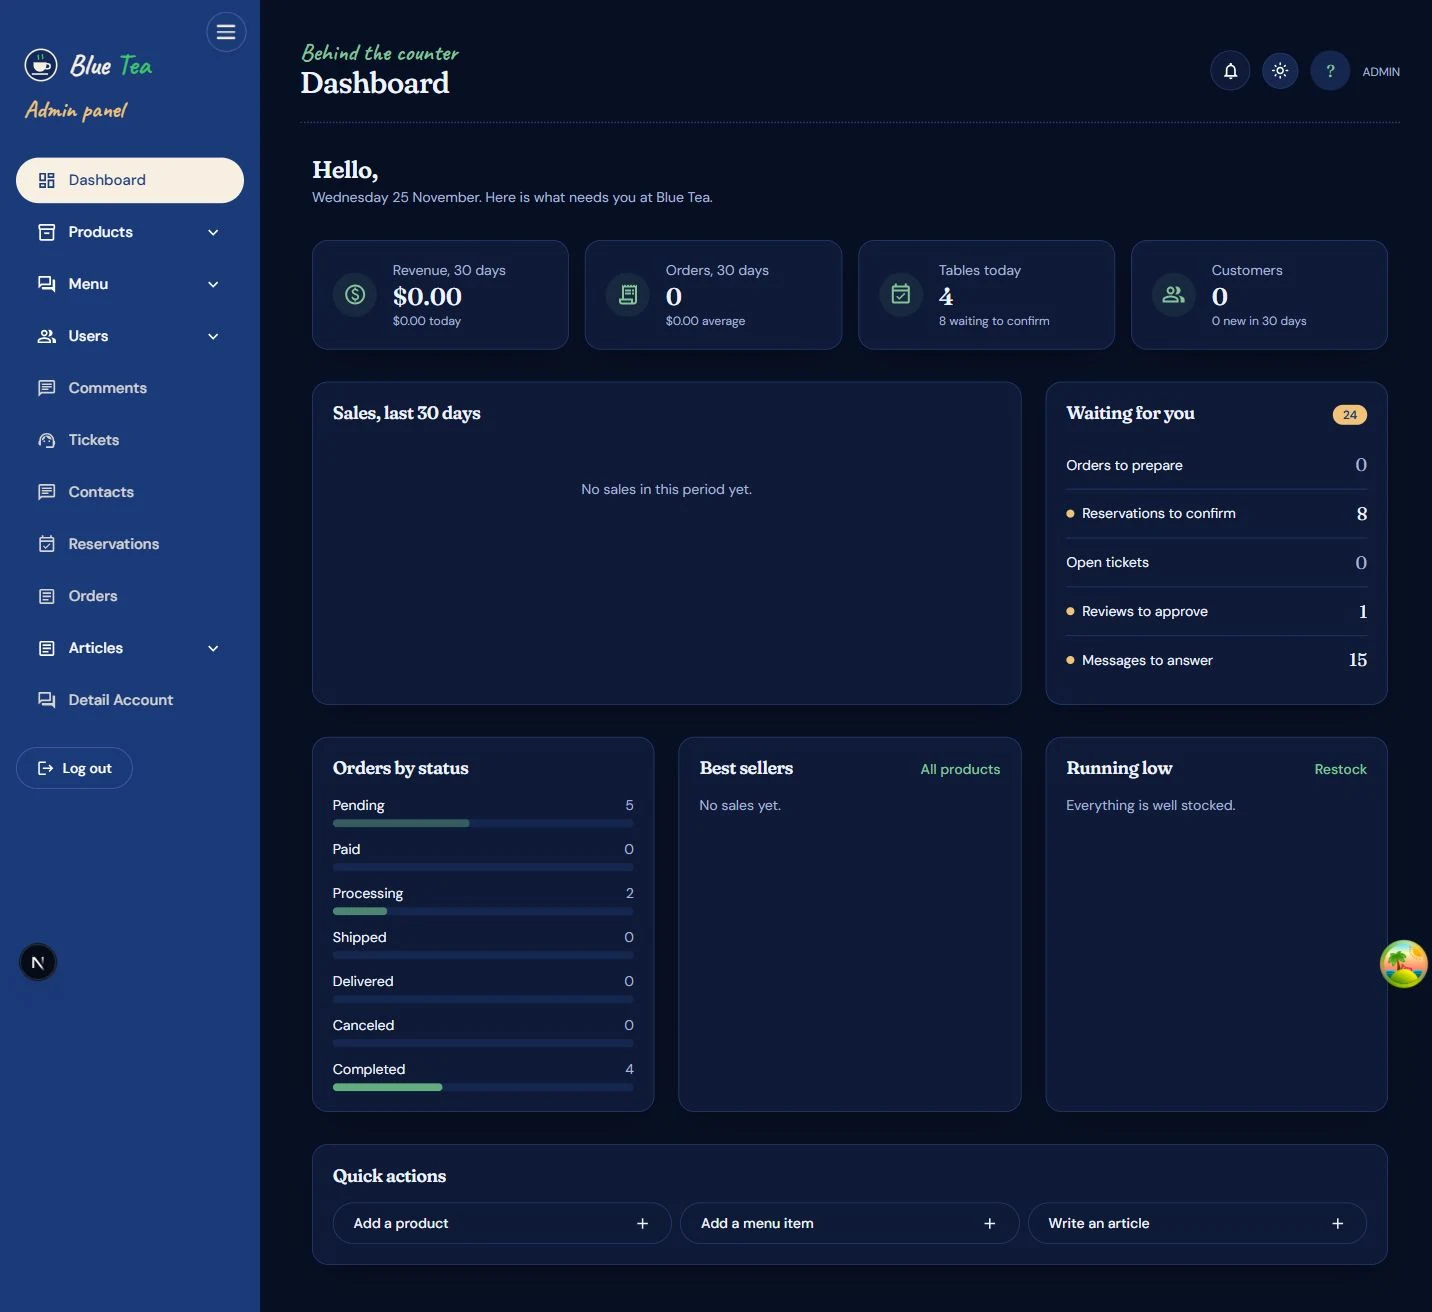 Blue Tea
Admin panel
Dashboard
Products
Menu
Users
Comments
Tickets
Contacts
Reservations
Orders
Articles
Detail Account
Log out
N
Behind the counter
Dashboard
?
ADMIN
Hello,
Wednesday 25 November. Here is what needs you at Blue Tea.
Revenue, 30 days
$0.00
$0.00 today
Orders, 30 days
0
$0.00 average
Tables today
4
8 waiting to confirm
Customers
0
0 new in 30 days
Sales, last 30 days
No sales in this period yet.
Waiting for you 24
Orders to prepare 0
Reservations to confirm 8
Open tickets 0
Reviews to approve 1
Messages to answer 15
Orders by status
Pending 5
Paid 0
Processing 2
Shipped 0
Delivered 0
Canceled 0
Completed 4
Best sellers All products
No sales yet.
Running low Restock
Everything is well stocked.
Quick actions
Add a product +
Add a menu item +
Write an article +